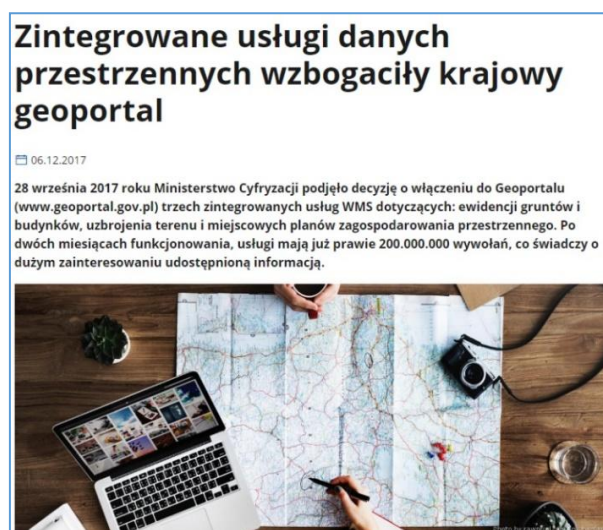 Zintegrowane usługi danych
przestrzennych wzbogaciły krajowy
geoportal
06.12.2017
28 września 2017 roku Ministerstwo Cyfryzacji podjęło decyzję o włączeniu do Geoportalu
(www.geoportal.gov.pl) trzech zintegrowanych usług WMS dotyczących: ewidencji gruntów i
budynków, uzbrojenia terenu i miejscowych planów zagospodarowania przestrzennego. Po
dwóch miesiącach funkcjonowania, usługi mają już prawie 200.000.000 wywołań, co świadczy o
dużym zainteresowaniu udostępnioną informacją.
Photo by